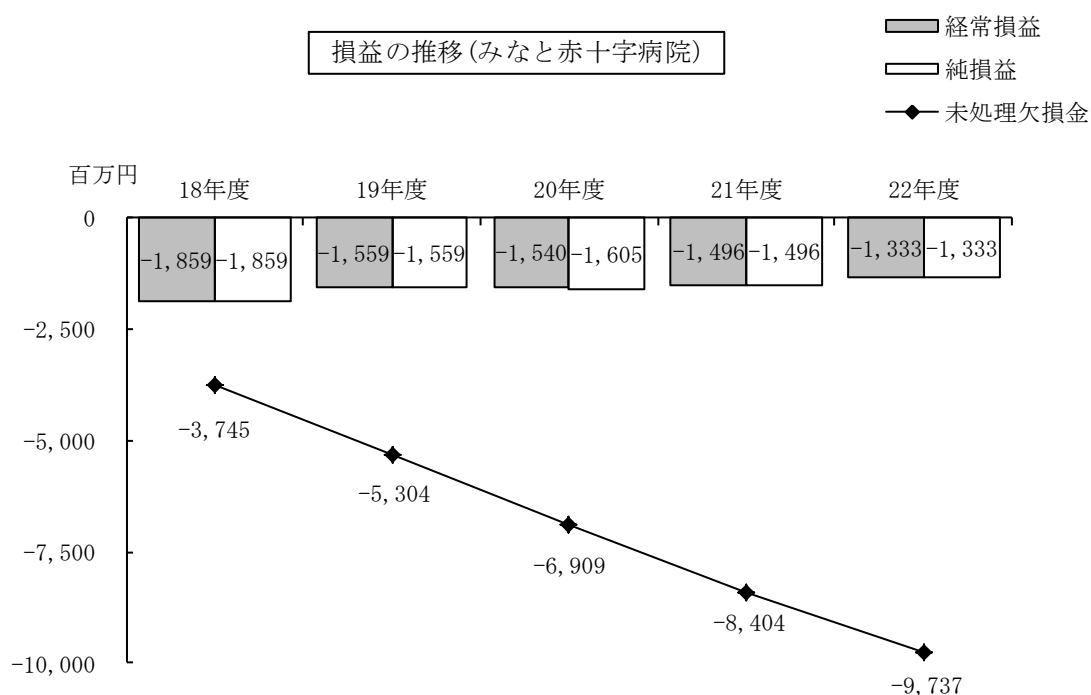 経常損益
損益の推移(みなと赤十字病院)
純損益
未処理欠損金
百万円
18年度 19年度 20年度 21年度 22年度
0
-1,859 -1,859 -1,559 -1,559 -1,540 -1,605 -1,496 -1,496 -1,333 -1,333
-2,500
-3,745
-5,000
-5,304
-7,500
-6,909
-8,404
-10,000
-9,737